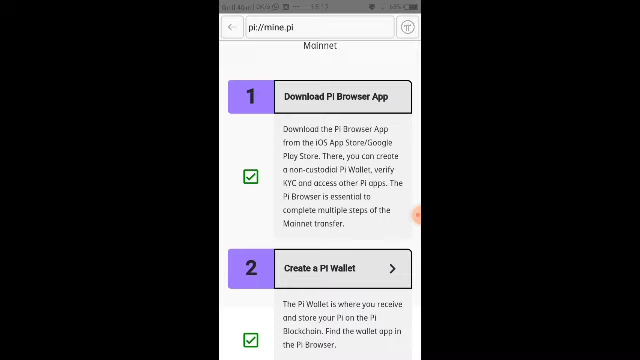 16:17
68%
pi://mine.pi
Mainnet
1
Download Pi Browser App
Download the Pi Browser App
from the iOS App Store/Google
Play Store. There, you can create
a non-custodial Pi Wallet, verify
KYC and access other Pi apps. The
Pi Browser is essential to
complete multiple steps of the
Mainnet transfer.
2
Create a Pi Wallet
The Pi Wallet is where you receive
and store your Pi on the Pi
Blockchain. Find the wallet app in
the Pi Browser.